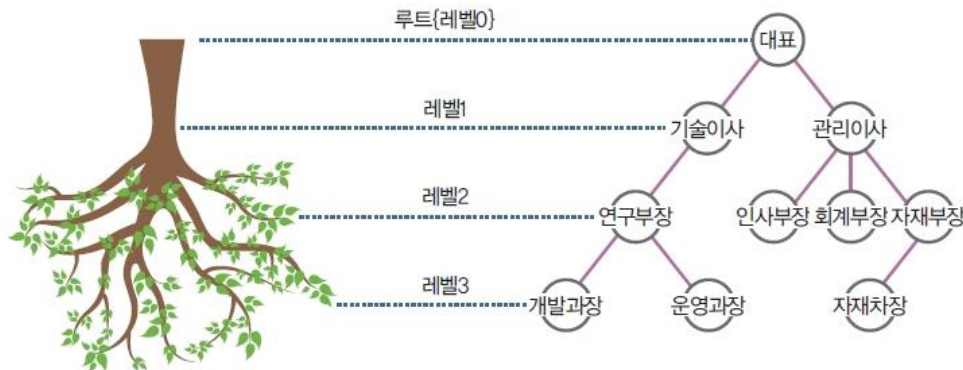 루트{레벨0}
대표
레벨1
기술이사
관리이사
레벨2
연구부장
인사부장
회계부장
자재부장
레벨3
개발과장
운영과장
자재차장